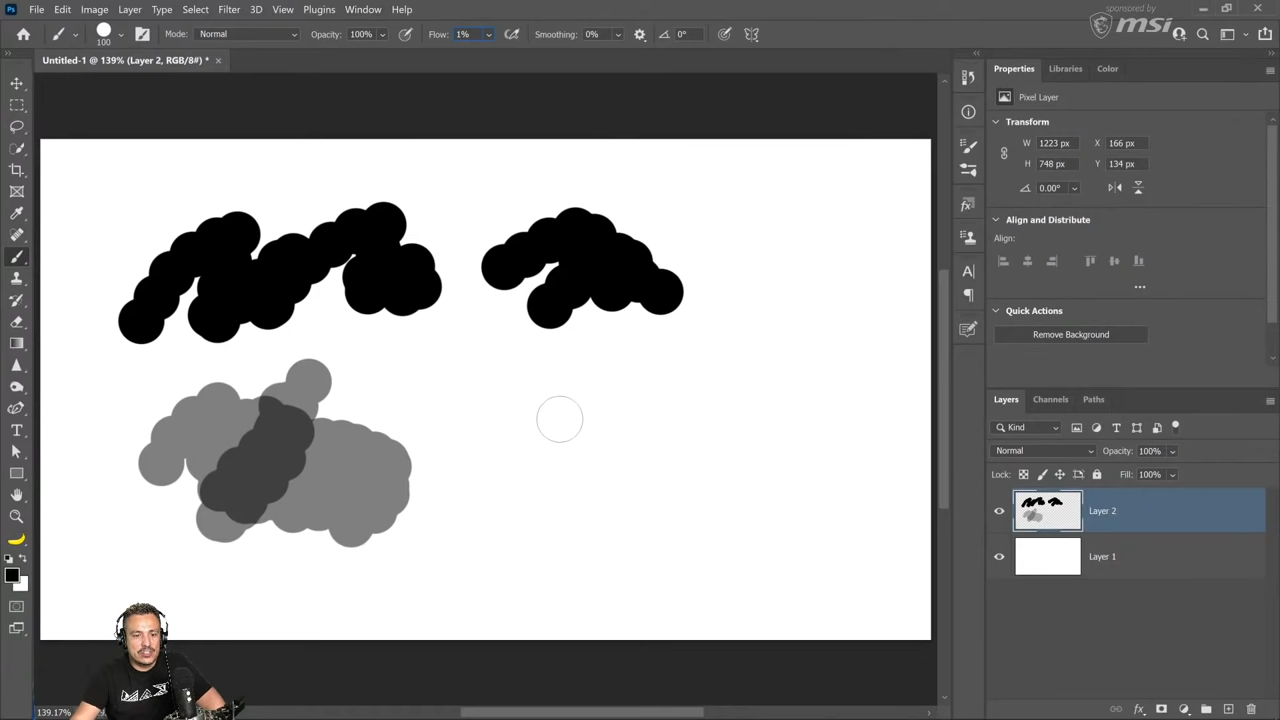 Ps File Edit Image Layer Type Select Filter 3D View Plugins Window Help
sponsored by
msi
100 Mode: Normal Opacity: 100% Flow: 1% Smoothing: 0% 0°
Untitled-1 @ 139% (Layer 2, RGB/8#) * ×
Properties Libraries Color
Pixel Layer
Transform
W 1223 px X 166 px
H 748 px Y 134 px
0.00°
Align and Distribute
Align:
Quick Actions
Remove Background
Layers Channels Paths
Kind
Normal Opacity: 100%
Lock: Fill: 100%
Layer 2
Layer 1
139.17%